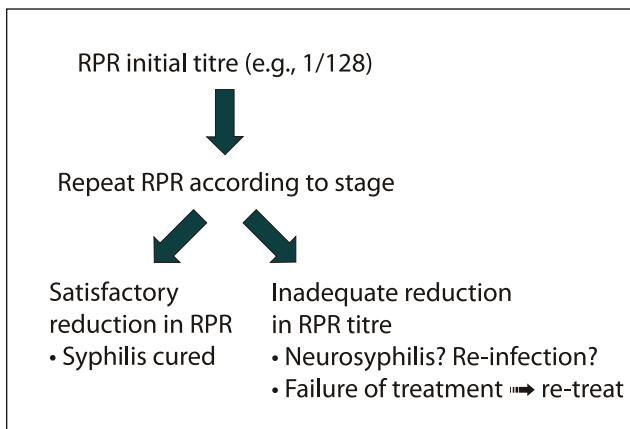 RPR initial titre (e.g., 1/128)
Repeat RPR according to stage
Satisfactory
reduction in RPR
• Syphilis cured
Inadequate reduction
in RPR titre
• Neurosyphilis? Re-infection?
• Failure of treatment ➟ re-treat